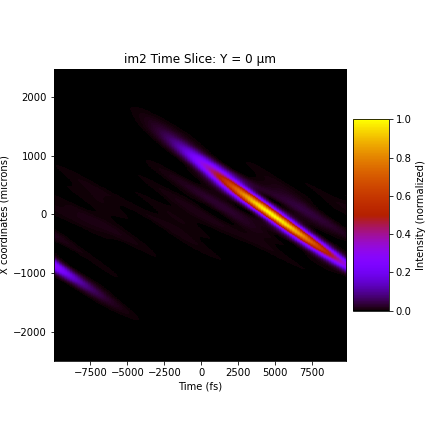 im2 Time Slice: Y = 0 μm
X coordinates (microns)
2000
1000
0
−1000
−2000
−7500 −5000 −2500 0 2500 5000 7500
Time (fs)
1.0
0.8
0.6
0.4
0.2
0.0
Intensity (normalized)